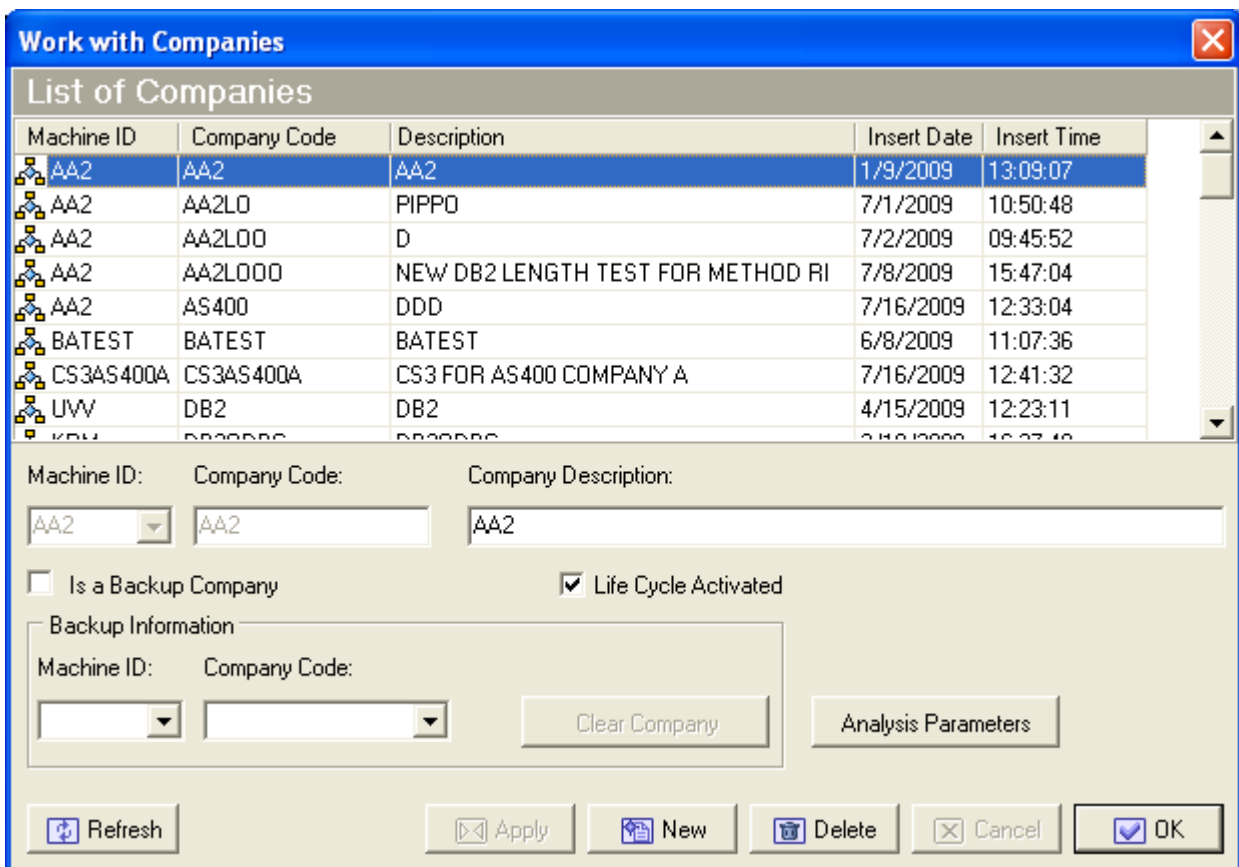 Work with Companies
List of Companies
Machine ID Company Code Description Insert Date Insert Time
AA2 AA2 AA2 1/9/2009 13:09:07
AA2 AA2LO PIPPO 7/1/2009 10:50:48
AA2 AA2LOO D 7/2/2009 09:45:52
AA2 AA2LOOO NEW DB2 LENGTH TEST FOR METHOD RI 7/8/2009 15:47:04
AA2 AS400 DDD 7/16/2009 12:33:04
BATEST BATEST BATEST 6/8/2009 11:07:36
CS3AS400A CS3AS400A CS3 FOR AS400 COMPANY A 7/16/2009 12:41:32
UVV DB2 DB2 4/15/2009 12:23:11
Machine ID: Company Code: Company Description:
AA2 AA2 AA2
Is a Backup Company Life Cycle Activated
Backup Information
Machine ID: Company Code:
Clear Company Analysis Parameters
Refresh Apply New Delete Cancel OK